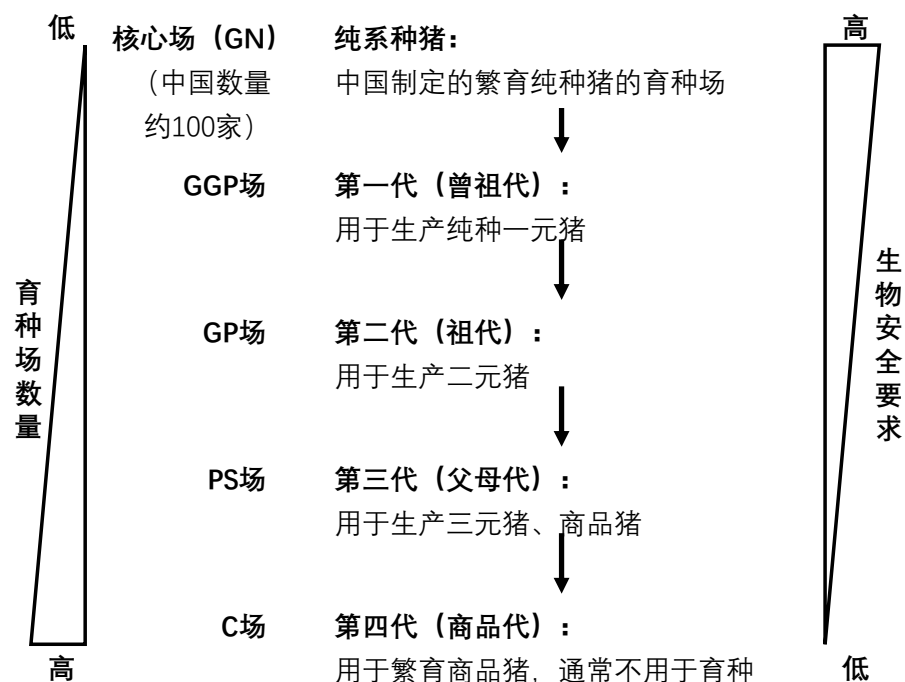 低
高
核心场（GN）
纯系种猪：
（中国数量
约100家）
中国制定的繁育纯种猪的育种场
GGP场
第一代（曾祖代）：
用于生产纯种一元猪
育种场数量
生物安全要求
GP场
第二代（祖代）：
用于生产二元猪
PS场
第三代（父母代）：
用于生产三元猪、商品猪
C场
第四代（商品代）：
用于繁育商品猪，通常不用于育种
高
低